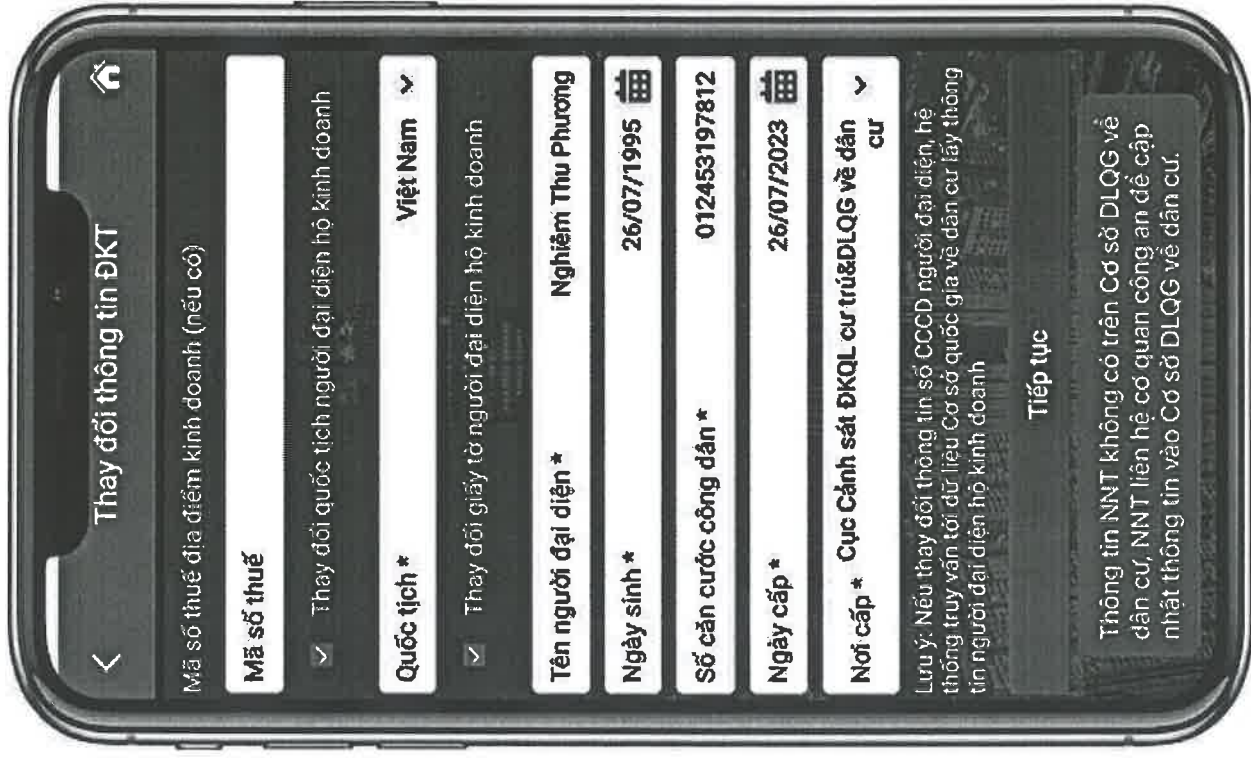 Thay đổi thông tin ĐKT
Mã số thuế địa điểm kinh doanh (nếu có)
Mã số thuế
Thay đổi quốc tịch người đại diện hộ kinh doanh
Quốc tịch * Việt Nam
Thay đổi giấy tờ người đại diện hộ kinh doanh
Tên người đại diện * Nghiêm Thu Phương
Ngày sinh * 26/07/1995
Số căn cước công dân * 012453197812
Ngày cấp * 26/07/2023
Nơi cấp * Cục Cảnh sát ĐKQL cư trú&DLQG về dân
cư
Lưu ý: Nếu thay đổi thông tin số CCCD người đại diện, hệ
thống truy vấn tới dữ liệu Cơ sở quốc gia về dân cư lấy thông
tin người đại diện hộ kinh doanh
Tiếp tục
Thông tin NNT không có trên Cơ sở DLQG về
dân cư, NNT liên hệ cơ quan công an để cập
nhật thông tin vào Cơ sở DLQG về dân cư.